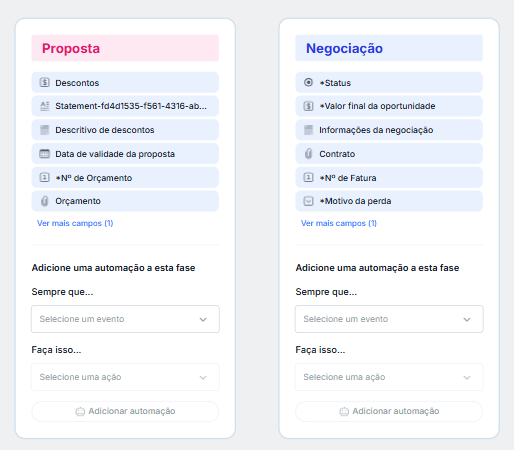 Proposta
Descontos
Statement-fd4d1535-f561-4316-ab...
Descritivo de descontos
Data de validade da proposta
*Nº de Orçamento
Orçamento
Ver mais campos (1)
Adicione uma automação a esta fase
Sempre que...
Selecione um evento
Faça isso...
Selecione uma ação
Adicionar automação
Negociação
*Status
*Valor final da oportunidade
Informações da negociação
Contrato
*Nº de Fatura
*Motivo da perda
Ver mais campos (1)
Adicione uma automação a esta fase
Sempre que...
Selecione um evento
Faça isso...
Selecione uma ação
Adicionar automação